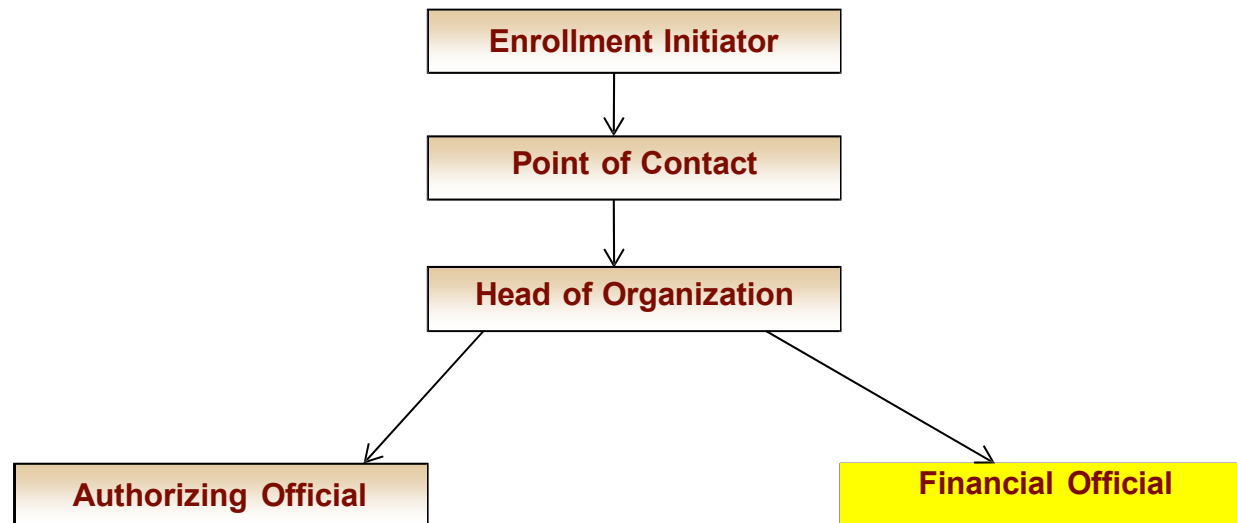 Enrollment Initiator
Point of Contact
Head of Organization
Authorizing Official
Financial Official